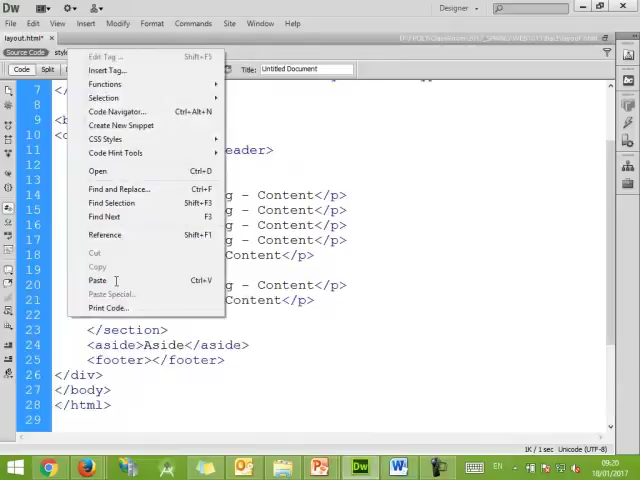 Dw
Designer
File Edit View Insert Modify Format Commands Site Window Help
layout.html* ×
Source Code
Code Split
Title: Untitled Document
Edit Tag... Shift+F5
Insert Tag...
Functions
Selection
Code Navigator... Ctrl+Alt+N
Create New Snippet
CSS Styles
Code Hint Tools
Open Ctrl+D
Find and Replace... Ctrl+F
Find Selection Shift+F3
Find Next F3
Reference Shift+F1
Cut
Copy
Paste Ctrl+V
Paste Special...
Print Code...
7 </
8
9 <b
10 <
11 eader>
12
13
14 g - Content</p>
15 g - Content</p>
16 g - Content</p>
17 g - Content</p>
18 Content</p>
19
20 g - Content</p>
21 Content</p>
22
23 </section>
24 <aside>Aside</aside>
25 <footer></footer>
26 </div>
27 </body>
28 </html>
29
1K / 1 sec Unicode (UTF-8)
EN
09:20
18/01/2017